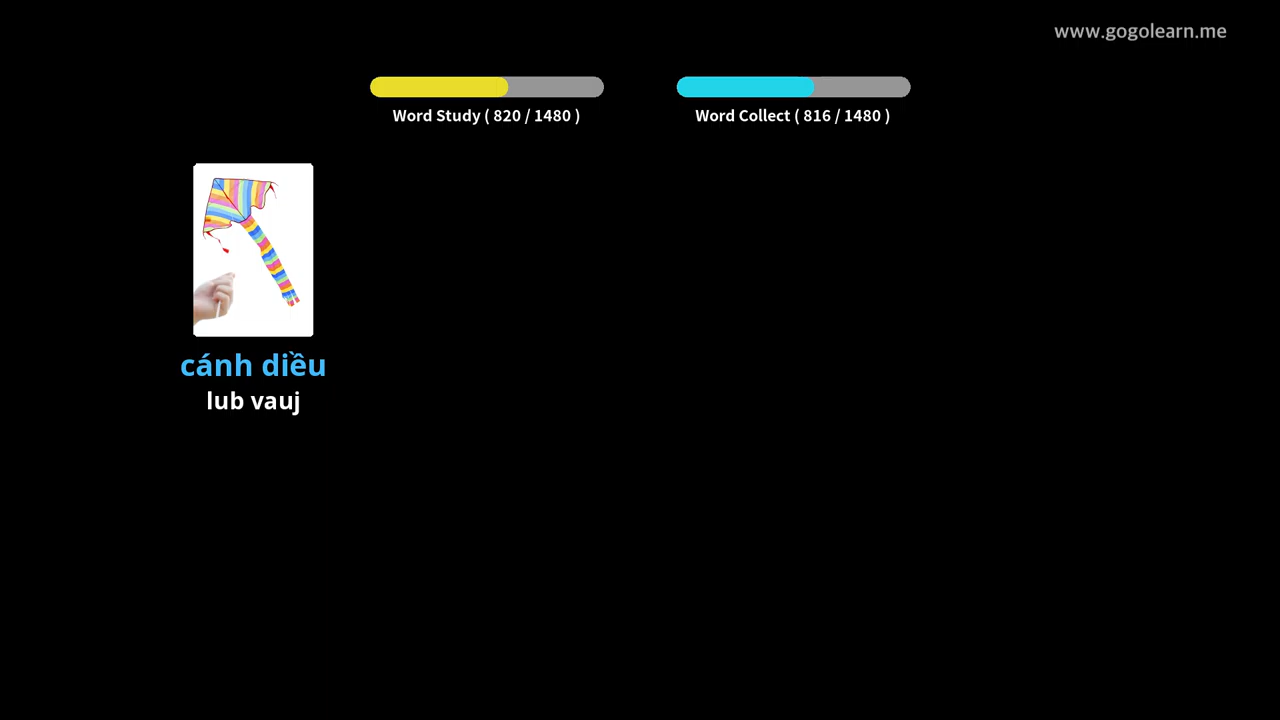 www.gogolearn.me
Word Study ( 820 / 1480 )
Word Collect ( 816 / 1480 )
cánh diều
lub vauj